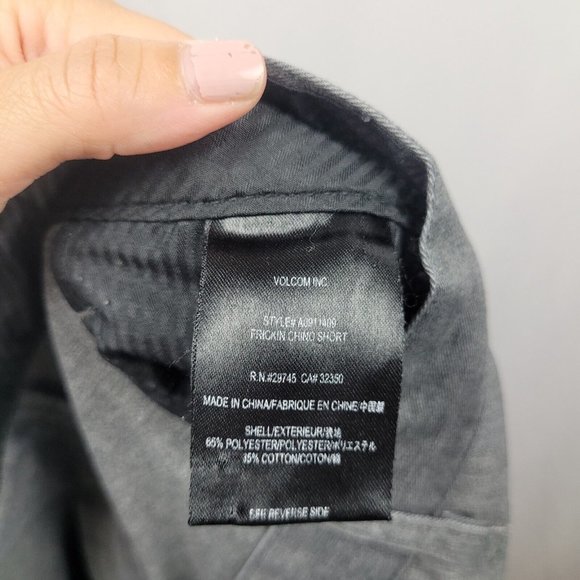 VOLCOM INC.
STYLE# A0911409
FRICKIN CHINO SHORT
R.N.#29745 CA# 32350
MADE IN CHINA/FABRIQUE EN CHINE/中国製
SHELL/EXTERIEUR/表地
65% POLYESTER/POLYESTER/ポリエステル
35% COTTON/COTON/綿
SEE REVERSE SIDE